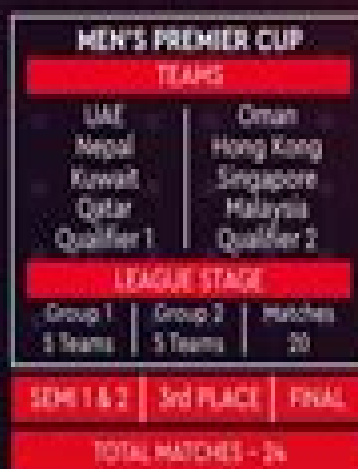 MEN'S PREMIER CUP
TEAMS
UAE Oman
Nepal Hong Kong
Kuwait Singapore
Qatar Malaysia
Qualifier 1 Qualifier 2
LEAGUE STAGE
Group 1 Group 2 Matches
5 Teams 5 Teams 20
SEMI 1 & 2 3rd PLACE FINAL
TOTAL MATCHES - 24